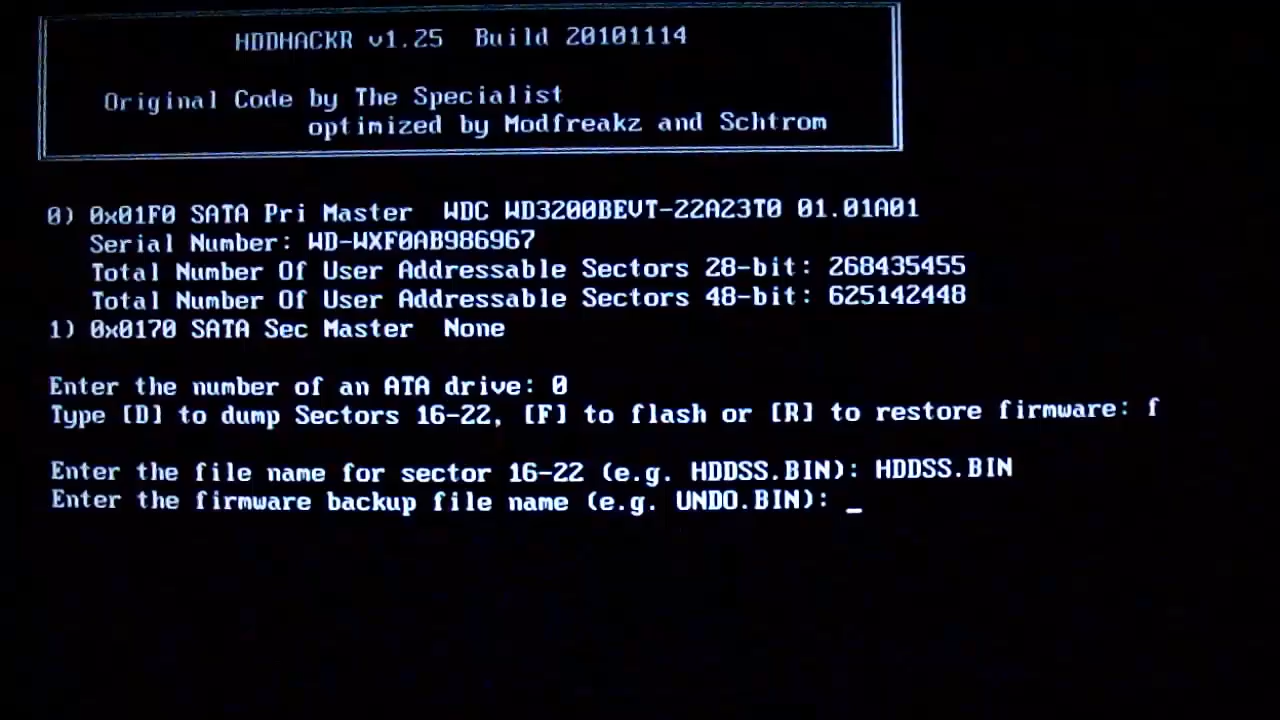 HDDHACKR v1.25 Build 20101114
Original Code by The Specialist
optimized by Modfreakz and Schtrom
0) 0x01F0 SATA Pri Master WDC WD3200BEVT-22A23T0 01.01A01
Serial Number: WD-WXF0AB986967
Total Number Of User Addressable Sectors 28-bit: 268435455
Total Number Of User Addressable Sectors 48-bit: 625142448
1) 0x0170 SATA Sec Master None
Enter the number of an ATA drive: 0
Type [D] to dump Sectors 16-22, [F] to flash or [R] to restore firmware: f
Enter the file name for sector 16-22 (e.g. HDDSS.BIN): HDDSS.BIN
Enter the firmware backup file name (e.g. UNDO.BIN): _